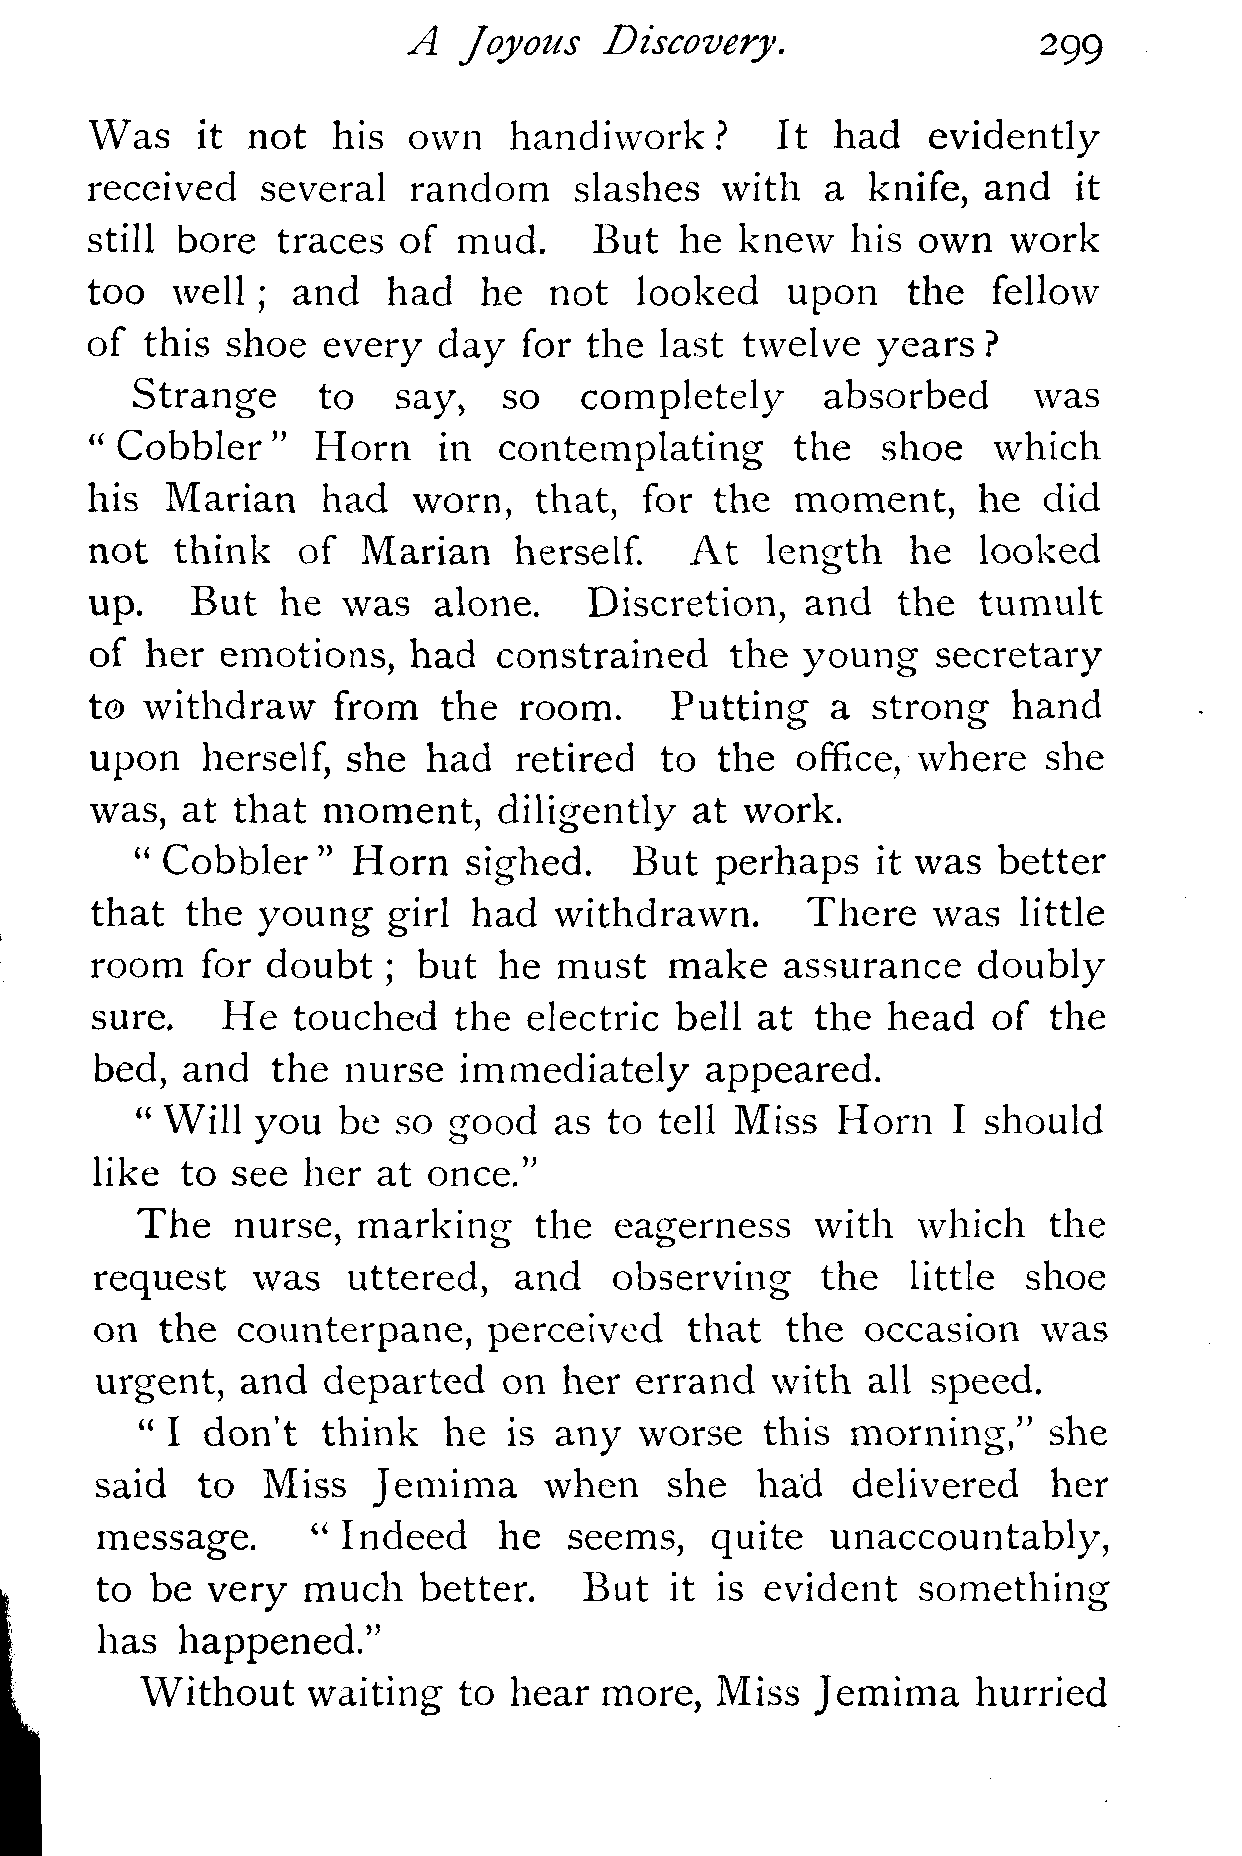 A Joyous Discovery. 299
Was it not his own handiwork? It had evidently
received several random slashes with a knife, and it
still bore traces of mud. But he knew his own work
too well; and had he not looked upon the fellow
of this shoe every day for the last twelve years?
Strange to say, so completely absorbed was
"Cobbler" Horn in contemplating the shoe which
his Marian had worn, that, for the moment, he did
not think of Marian herself. At length he looked
up. But he was alone. Discretion, and the tumult
of her emotions, had constrained the young secretary
to withdraw from the room. Putting a strong hand
upon herself, she had retired to the office, where she
was, at that moment, diligently at work.
"Cobbler" Horn sighed. But perhaps it was better
that the young girl had withdrawn. There was little
room for doubt; but he must make assurance doubly
sure. He touched the electric bell at the head of the
bed, and the nurse immediately appeared.
"Will you be so good as to tell Miss Horn I should
like to see her at once."
The nurse, marking the eagerness with which the
request was uttered, and observing the little shoe
on the counterpane, perceived that the occasion was
urgent, and departed on her errand with all speed.
"I don't think he is any worse this morning," she
said to Miss Jemima when she had delivered her
message. "Indeed he seems, quite unaccountably,
to be very much better. But it is evident something
has happened."
Without waiting to hear more, Miss Jemima hurried